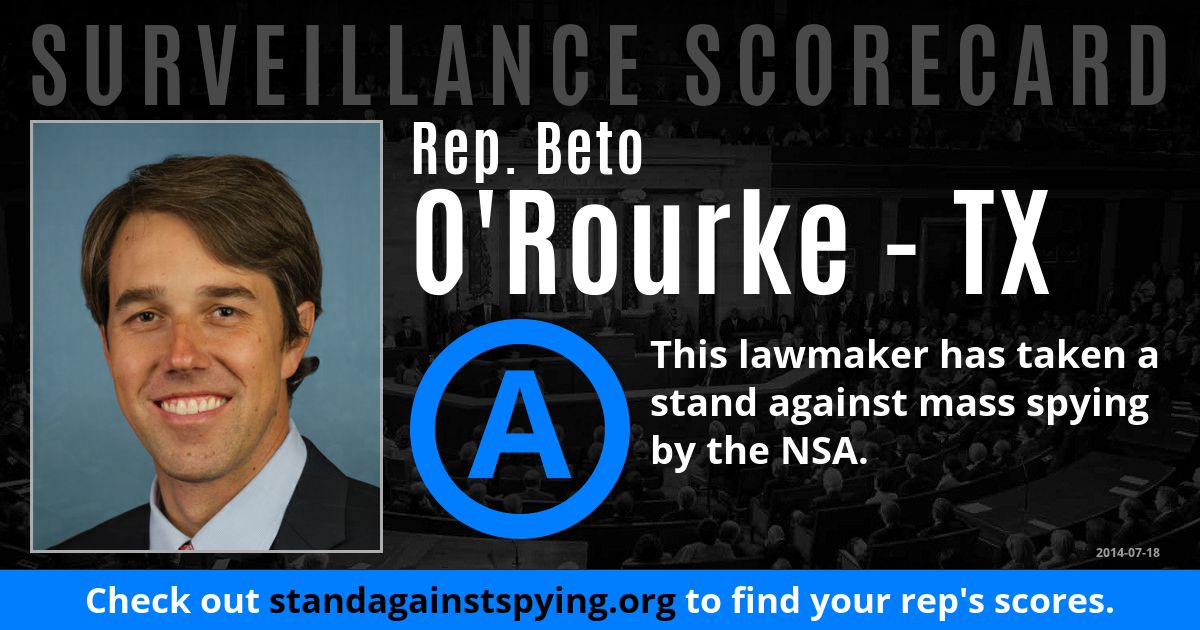 SURVEILLANCE SCORECARD
Rep. Beto
O'Rourke - TX
A
This lawmaker has taken a
stand against mass spying
by the NSA.
2014-07-18
Check out standagainstspying.org to find your rep's scores.